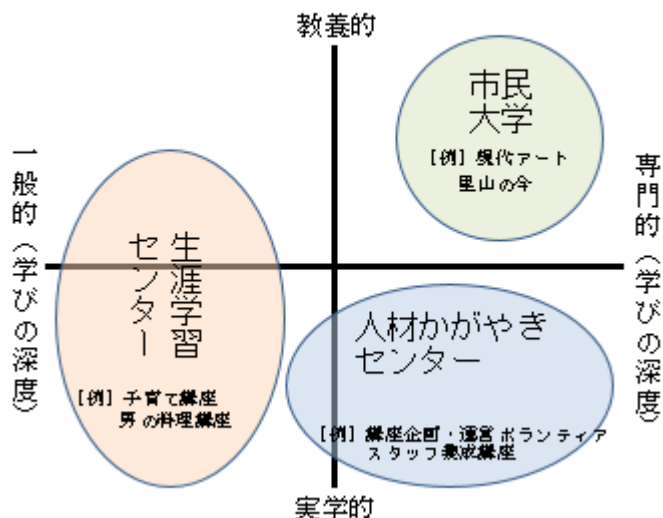 教養的
市民
大学
［例］現代アート
里山の今
一般的（学びの深度）
専門的（学びの深度）
生涯学習
センター
［例］子育て講座
男の料理講座
人材かがやき
センター
［例］講座企画・運営ボランティア
スタッフ養成講座
実学的